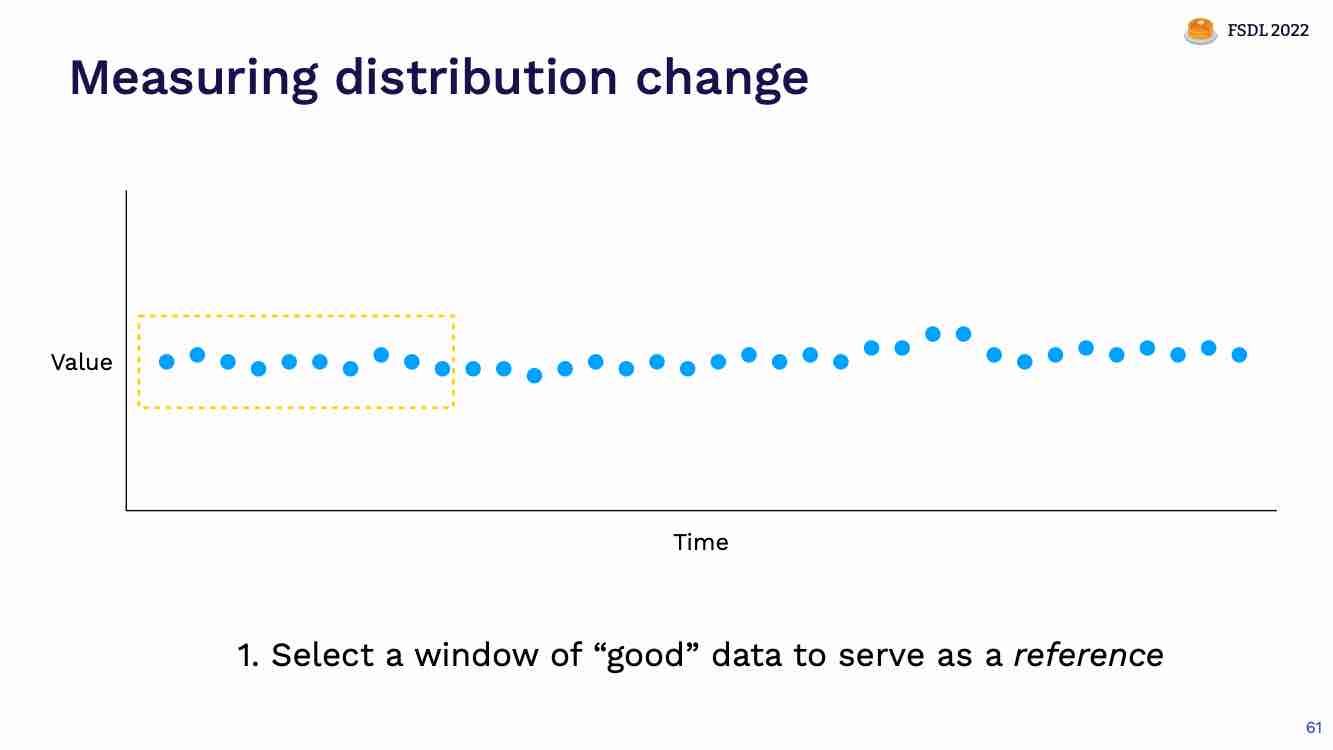 FSDL 2022
Measuring distribution change
Value
Time
1. Select a window of “good” data to serve as a reference
61